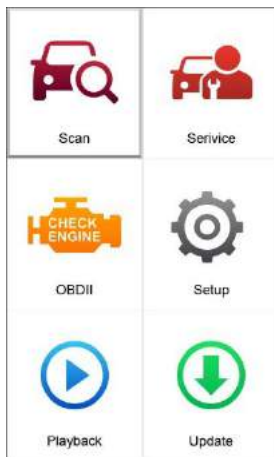 Scan
Serivice
CHECK
ENGINE
OBDII
Setup
Playback
Update